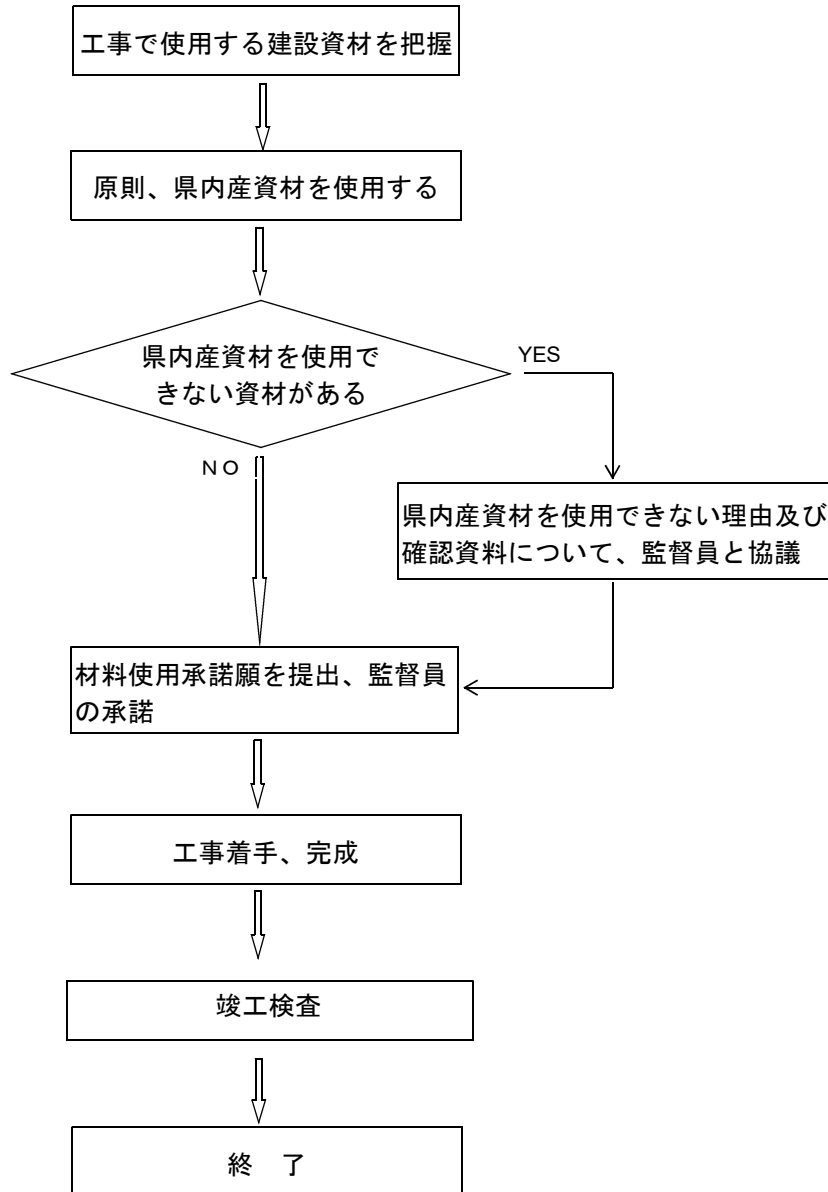 工事で使用する建設資材を把握
原則、県内産資材を使用する
県内産資材を使用で
きない資材がある
YES
NO
県内産資材を使用できない理由及び
確認資料について、監督員と協議
材料使用承諾願を提出、監督員
の承諾
工事着手、完成
竣工検査
終　了